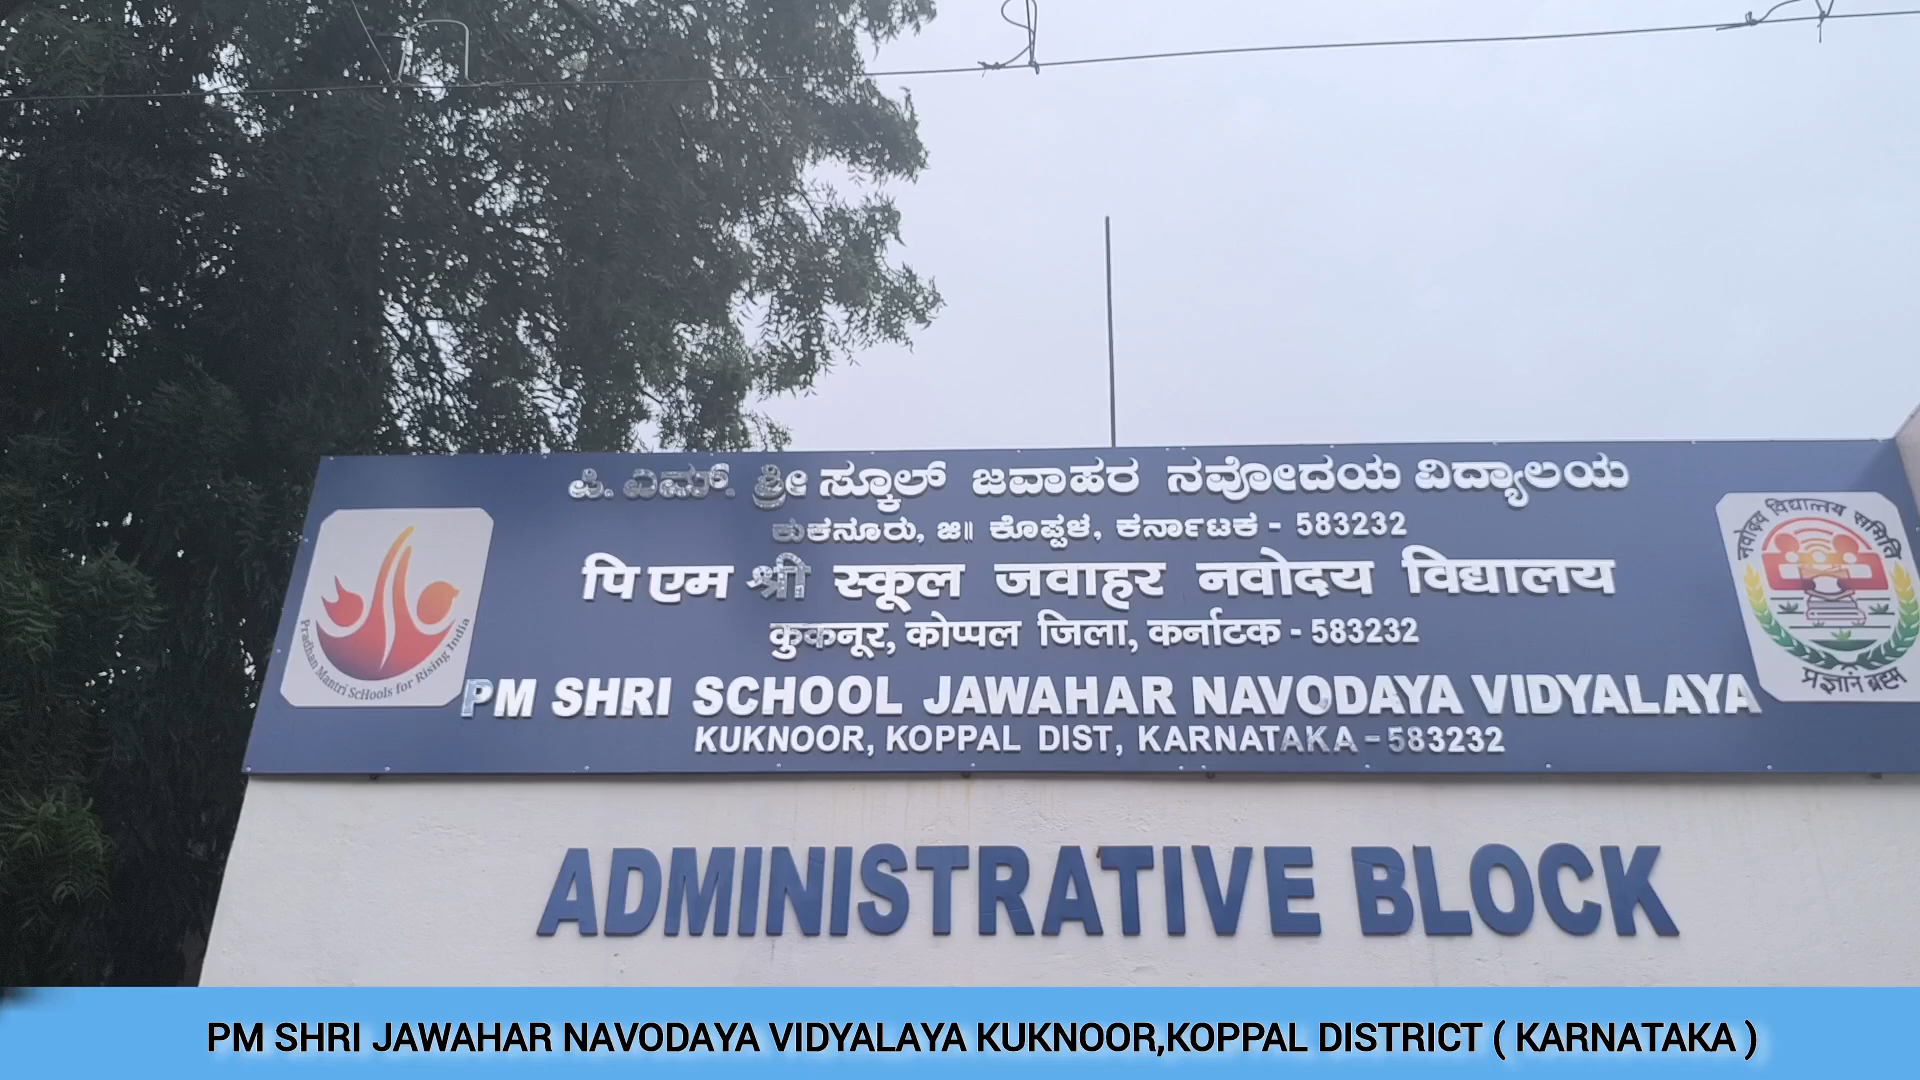 ಪಿ. ಎಮ್. ಶ್ರೀ ಸ್ಕೂಲ್ ಜವಾಹರ ನವೋದಯ ವಿದ್ಯಾಲಯ
ಕುಕನೂರು, ಜಿ॥ ಕೊಪ್ಪಳ, ಕರ್ನಾಟಕ - 583232
पि एम श्री स्कूल जवाहर नवोदय विद्यालय
कुकनूर, कोप्पल जिला, कर्नाटक - 583232
PM SHRI SCHOOL JAWAHAR NAVODAYA VIDYALAYA
KUKNOOR, KOPPAL DIST, KARNATAKA - 583232
Pradhan Mantri ScHools for Rising India
नवोदय विद्यालय समिति
प्रज्ञानं ब्रह्म
ADMINISTRATIVE BLOCK
PM SHRI JAWAHAR NAVODAYA VIDYALAYA KUKNOOR,KOPPAL DISTRICT ( KARNATAKA )